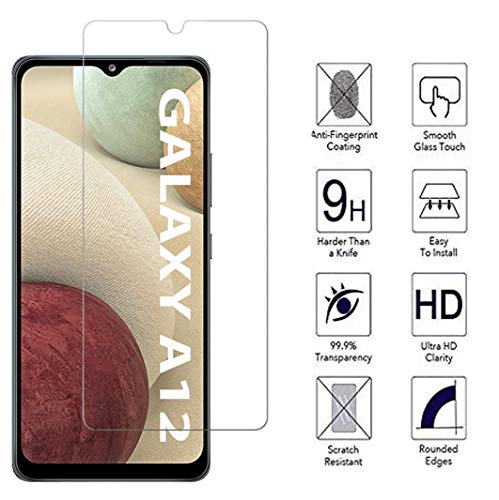 GALAXY A12
Anti-Fingerprint
Coating
Smooth
Glass Touch
9H
Harder Than
a Knife
Easy
To Install
99.9%
Transparency
HD
Ultra HD
Clarity
Scratch
Resistant
Rounded
Edges